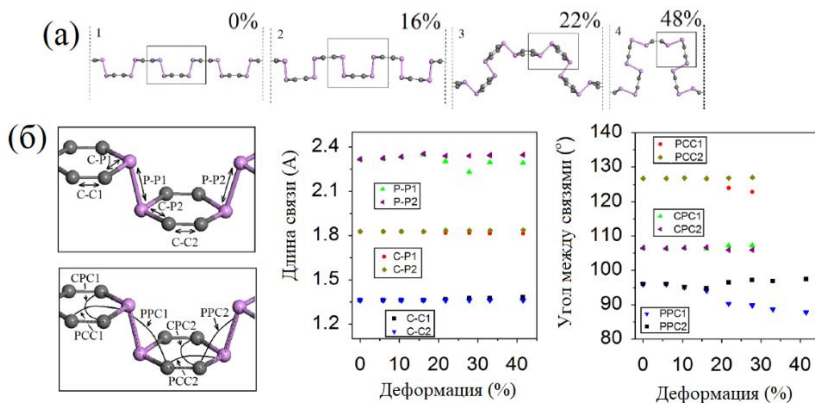 (а)
1 0%
2 16%
3 22%
4 48%
(б)
C-P1
C-C1
P-P1
C-P2
P-P2
C-C2
CPC1
PCC1
PPC1
CPC2
PPC2
PCC2
Длина связи (А)
2.4
2.1
1.8
1.5
1.2
P-P1
P-P2
C-P1
C-P2
C-C1
C-C2
0 10 20 30 40
Деформация (%)
Угол между связями (°)
140
130
120
110
100
90
80
PCC1
PCC2
CPC1
CPC2
PPC1
PPC2
0 10 20 30 40
Деформация (%)